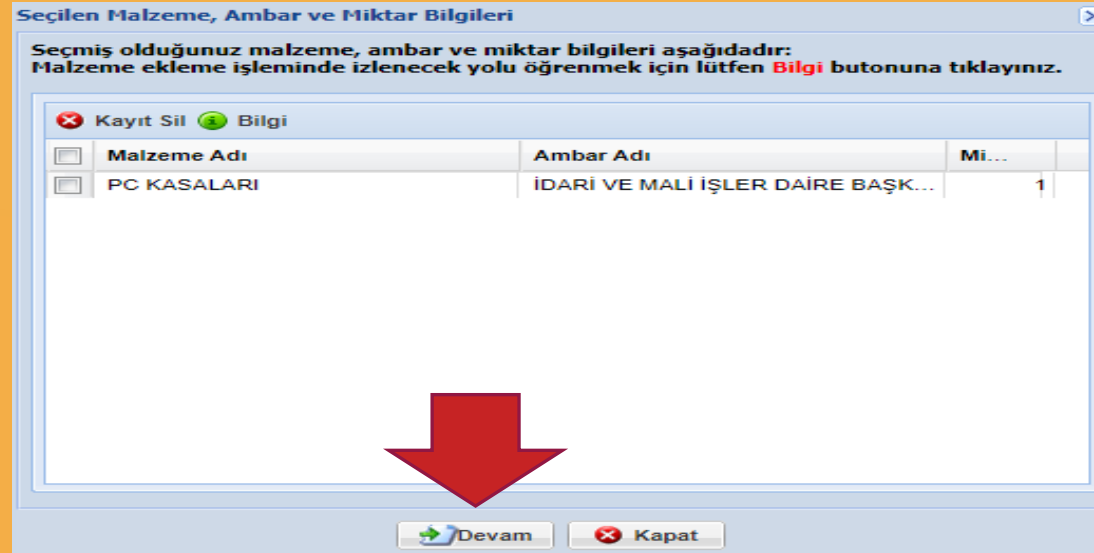 Seçilen Malzeme, Ambar ve Miktar Bilgileri
Seçmiş olduğunuz malzeme, ambar ve miktar bilgileri aşağıdadır:
Malzeme ekleme işleminde izlenecek yolu öğrenmek için lütfen Bilgi butonuna tıklayınız.
Kayıt Sil Bilgi
Malzeme Adı Ambar Adı Mi...
PC KASALARI İDARİ VE MALİ İŞLER DAİRE BAŞK... 1
Devam Kapat